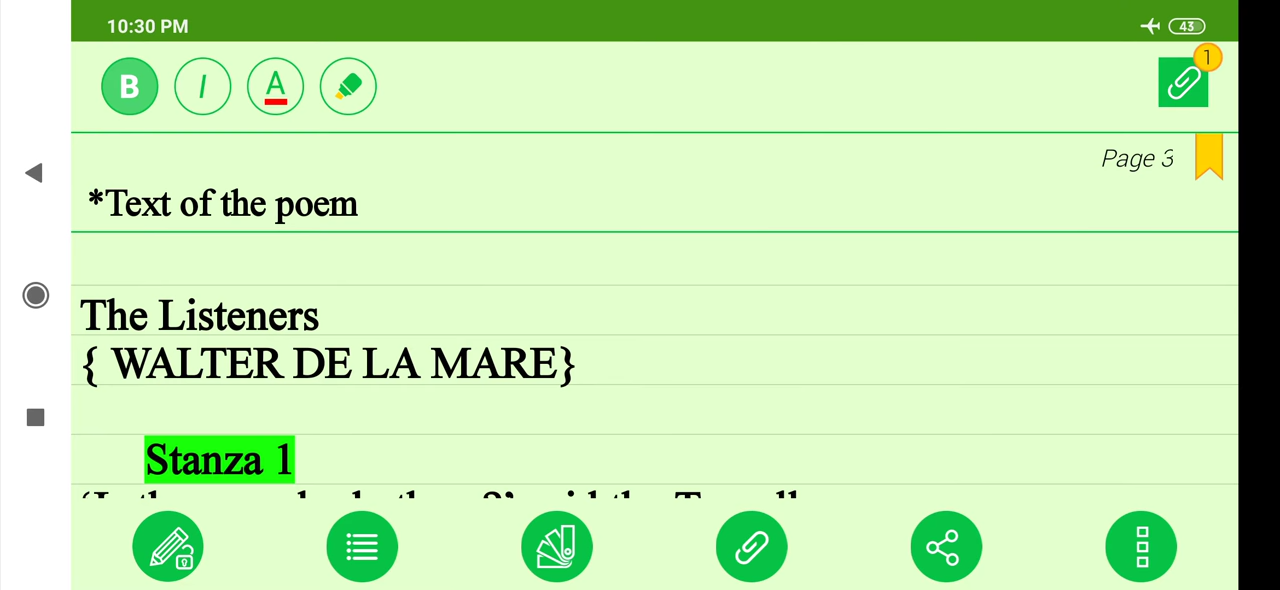 10:30 PM
43
B
I
A
1
Page 3
*Text of the poem
The Listeners
{ WALTER DE LA MARE}
Stanza 1